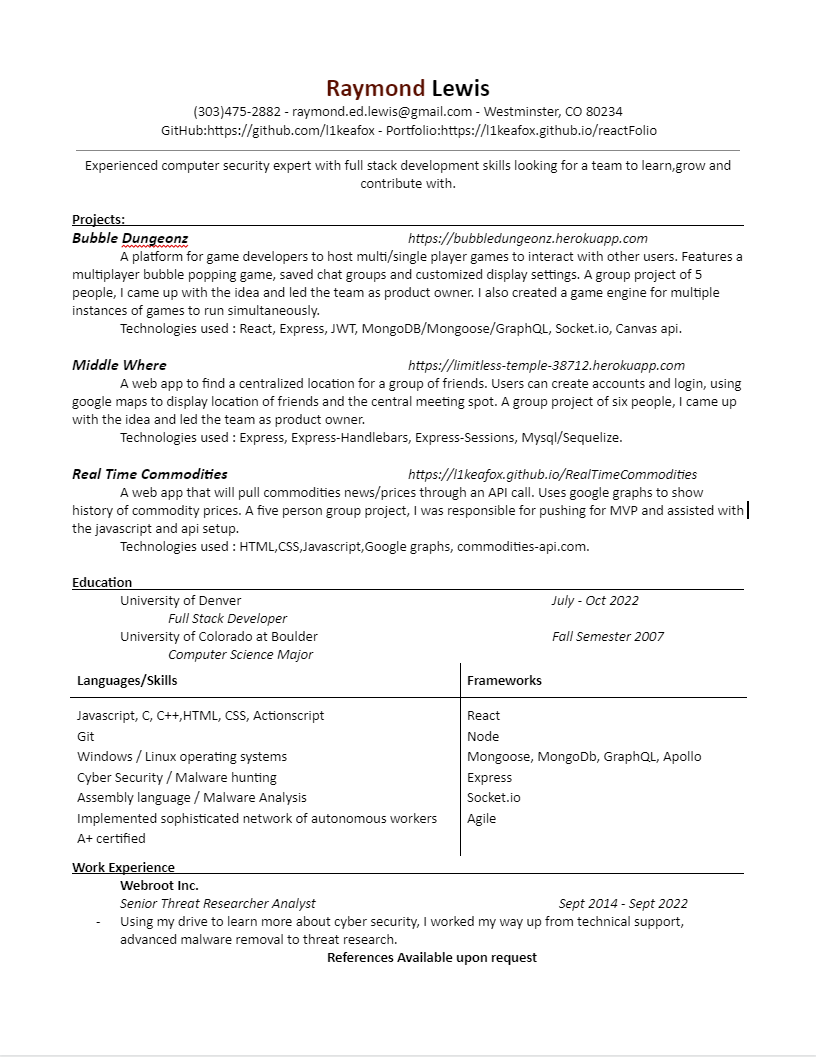 Raymond Lewis
(303)475-2882 - raymond.ed.lewis@gmail.com - Westminster, CO 80234
GitHub:https://github.com/l1keafox - Portfolio:https://l1keafox.github.io/reactFolio
Experienced computer security expert with full stack development skills looking for a team to learn,grow and
contribute with.
Projects:
Bubble Dungeonz https://bubbledungeonz.herokuapp.com
A platform for game developers to host multi/single player games to interact with other users. Features a
multiplayer bubble popping game, saved chat groups and customized display settings. A group project of 5
people, I came up with the idea and led the team as product owner. I also created a game engine for multiple
instances of games to run simultaneously.
Technologies used : React, Express, JWT, MongoDB/Mongoose/GraphQL, Socket.io, Canvas api.
Middle Where https://limitless-temple-38712.herokuapp.com
A web app to find a centralized location for a group of friends. Users can create accounts and login, using
google maps to display location of friends and the central meeting spot. A group project of six people, I came up
with the idea and led the team as product owner.
Technologies used : Express, Express-Handlebars, Express-Sessions, Mysql/Sequelize.
Real Time Commodities https://l1keafox.github.io/RealTimeCommodities
A web app that will pull commodities news/prices through an API call. Uses google graphs to show
history of commodity prices. A five person group project, I was responsible for pushing for MVP and assisted with
the javascript and api setup.
Technologies used : HTML,CSS,Javascript,Google graphs, commodities-api.com.
Education
University of Denver July - Oct 2022
Full Stack Developer
University of Colorado at Boulder Fall Semester 2007
Computer Science Major
Languages/Skills Frameworks
Javascript, C, C++,HTML, CSS, Actionscript React
Git Node
Windows / Linux operating systems Mongoose, MongoDb, GraphQL, Apollo
Cyber Security / Malware hunting Express
Assembly language / Malware Analysis Socket.io
Implemented sophisticated network of autonomous workers Agile
A+ certified
Work Experience
Webroot Inc.
Senior Threat Researcher Analyst Sept 2014 - Sept 2022
- Using my drive to learn more about cyber security, I worked my way up from technical support,
advanced malware removal to threat research.
References Available upon request